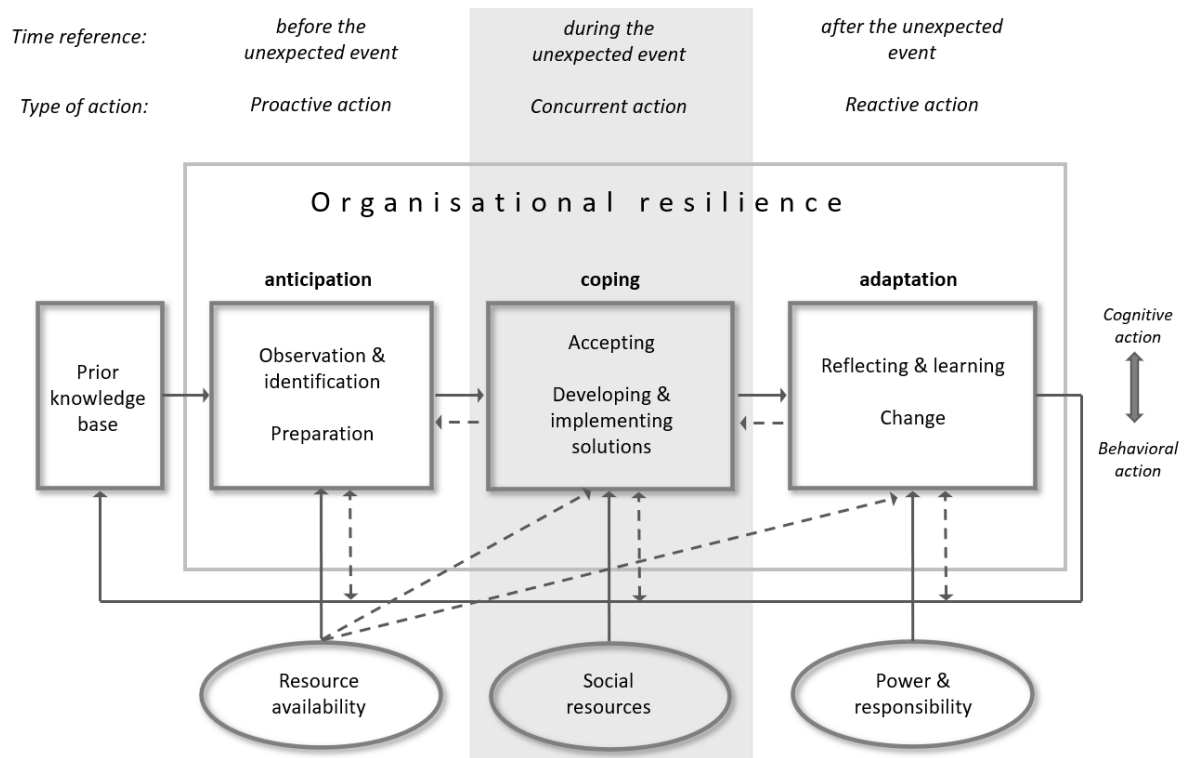 Time reference:
before the
unexpected event
during the
unexpected event
after the unexpected
event
Type of action:
Proactive action
Concurrent action
Reactive action
Organisational resilience
anticipation
coping
adaptation
Prior
knowledge
base
Observation &
identification
Preparation
Accepting
Developing &
implementing
solutions
Reflecting & learning
Change
Cognitive
action
Behavioral
action
Resource
availability
Social
resources
Power &
responsibility